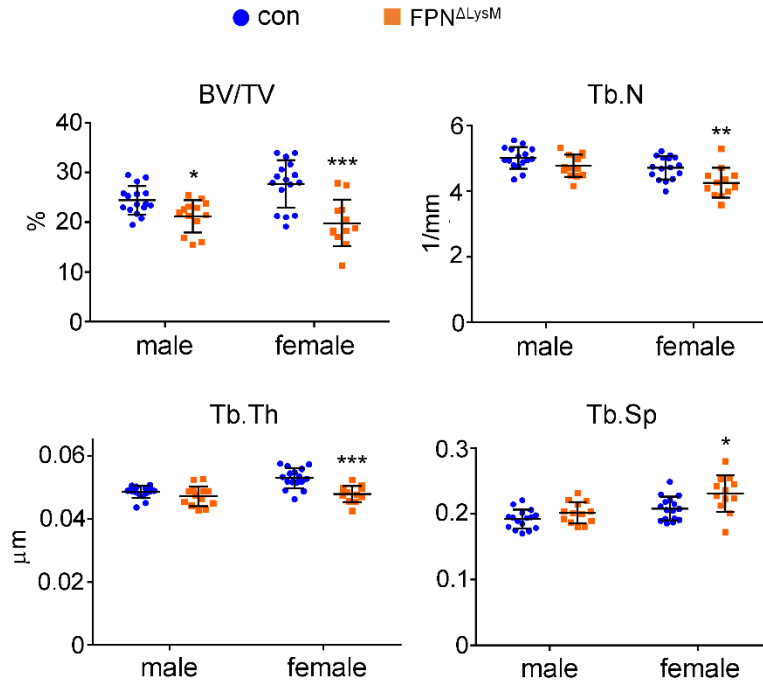 con FPN^ΔLysM
BV/TV
40
30
20
10
0
%
* ***
male female
Tb.N
6
4
2
0
1/mm
**
male female
Tb.Th
0.06
0.04
0.02
0
μm
***
male female
Tb.Sp
0.3
0.2
0.1
0
*
male female